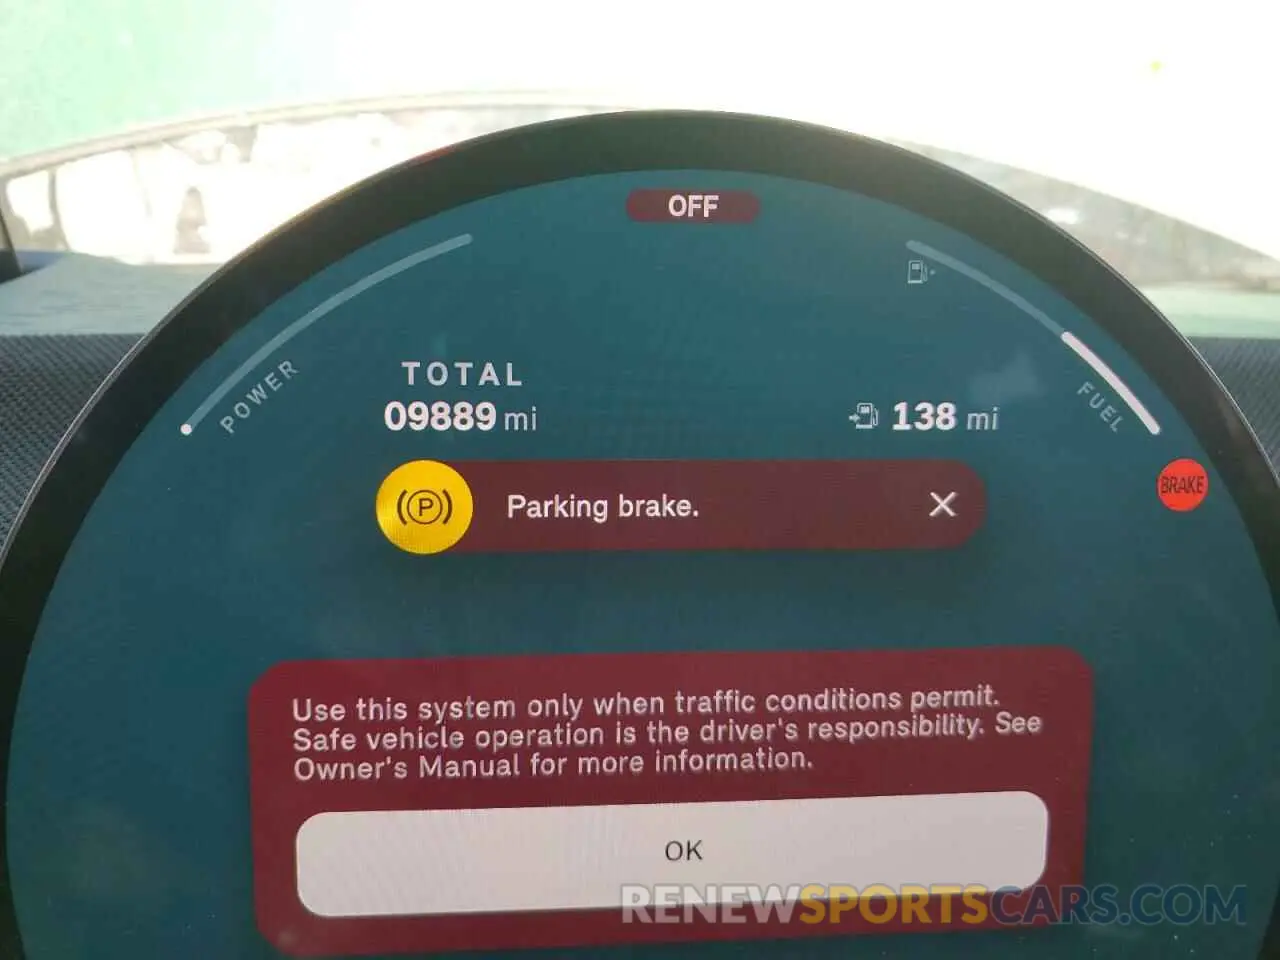 OFF
POWER
TOTAL
09889 mi
138 mi
FUEL
BRAKE
P
Parking brake.
Use this system only when traffic conditions permit.
Safe vehicle operation is the driver's responsibility. See
Owner's Manual for more information.
OK
RENEWSPORTSCARS.COM